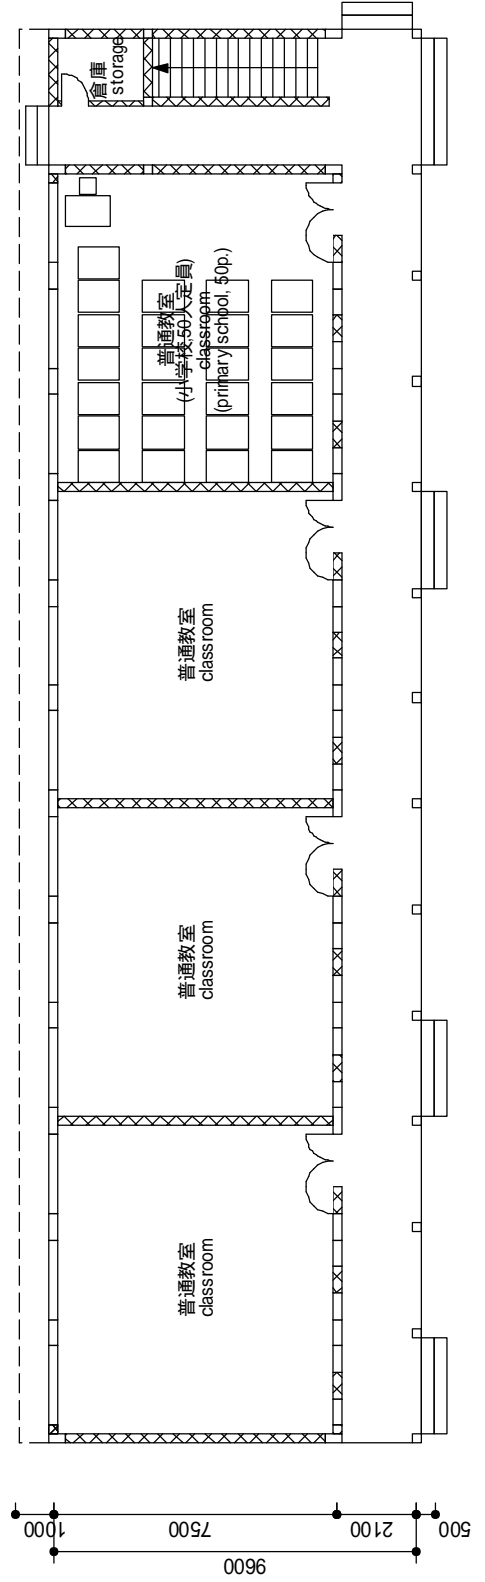 倉庫
storage
普通教室
(小学校,50人定員)
classroom
(primary school, 50p.)
普通教室
classroom
普通教室
classroom
普通教室
classroom
1000
7500
2100
500
9600